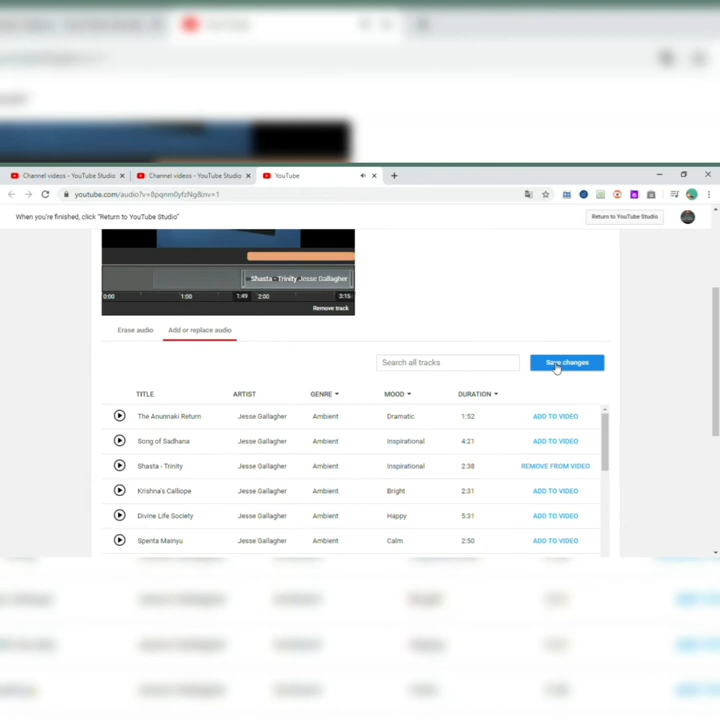 Channel videos - YouTube Studio
Channel videos - YouTube Studio
YouTube
youtube.com/audio?v=8pqnm0yfzNg&nv=1
When you're finished, click "Return to YouTube Studio"
Return to YouTube Studio
Shasta - Trinity Jesse Gallagher
0:00 1:00 1:49 2:00 3:15
Remove track
Erase audio Add or replace audio
Search all tracks Save changes
TITLE ARTIST GENRE MOOD DURATION
The Anunnaki Return Jesse Gallagher Ambient Dramatic 1:52 ADD TO VIDEO
Song of Sadhana Jesse Gallagher Ambient Inspirational 4:21 ADD TO VIDEO
Shasta - Trinity Jesse Gallagher Ambient Inspirational 2:38 REMOVE FROM VIDEO
Krishna's Calliope Jesse Gallagher Ambient Bright 2:31 ADD TO VIDEO
Divine Life Society Jesse Gallagher Ambient Happy 5:31 ADD TO VIDEO
Spenta Mainyu Jesse Gallagher Ambient Calm 2:50 ADD TO VIDEO